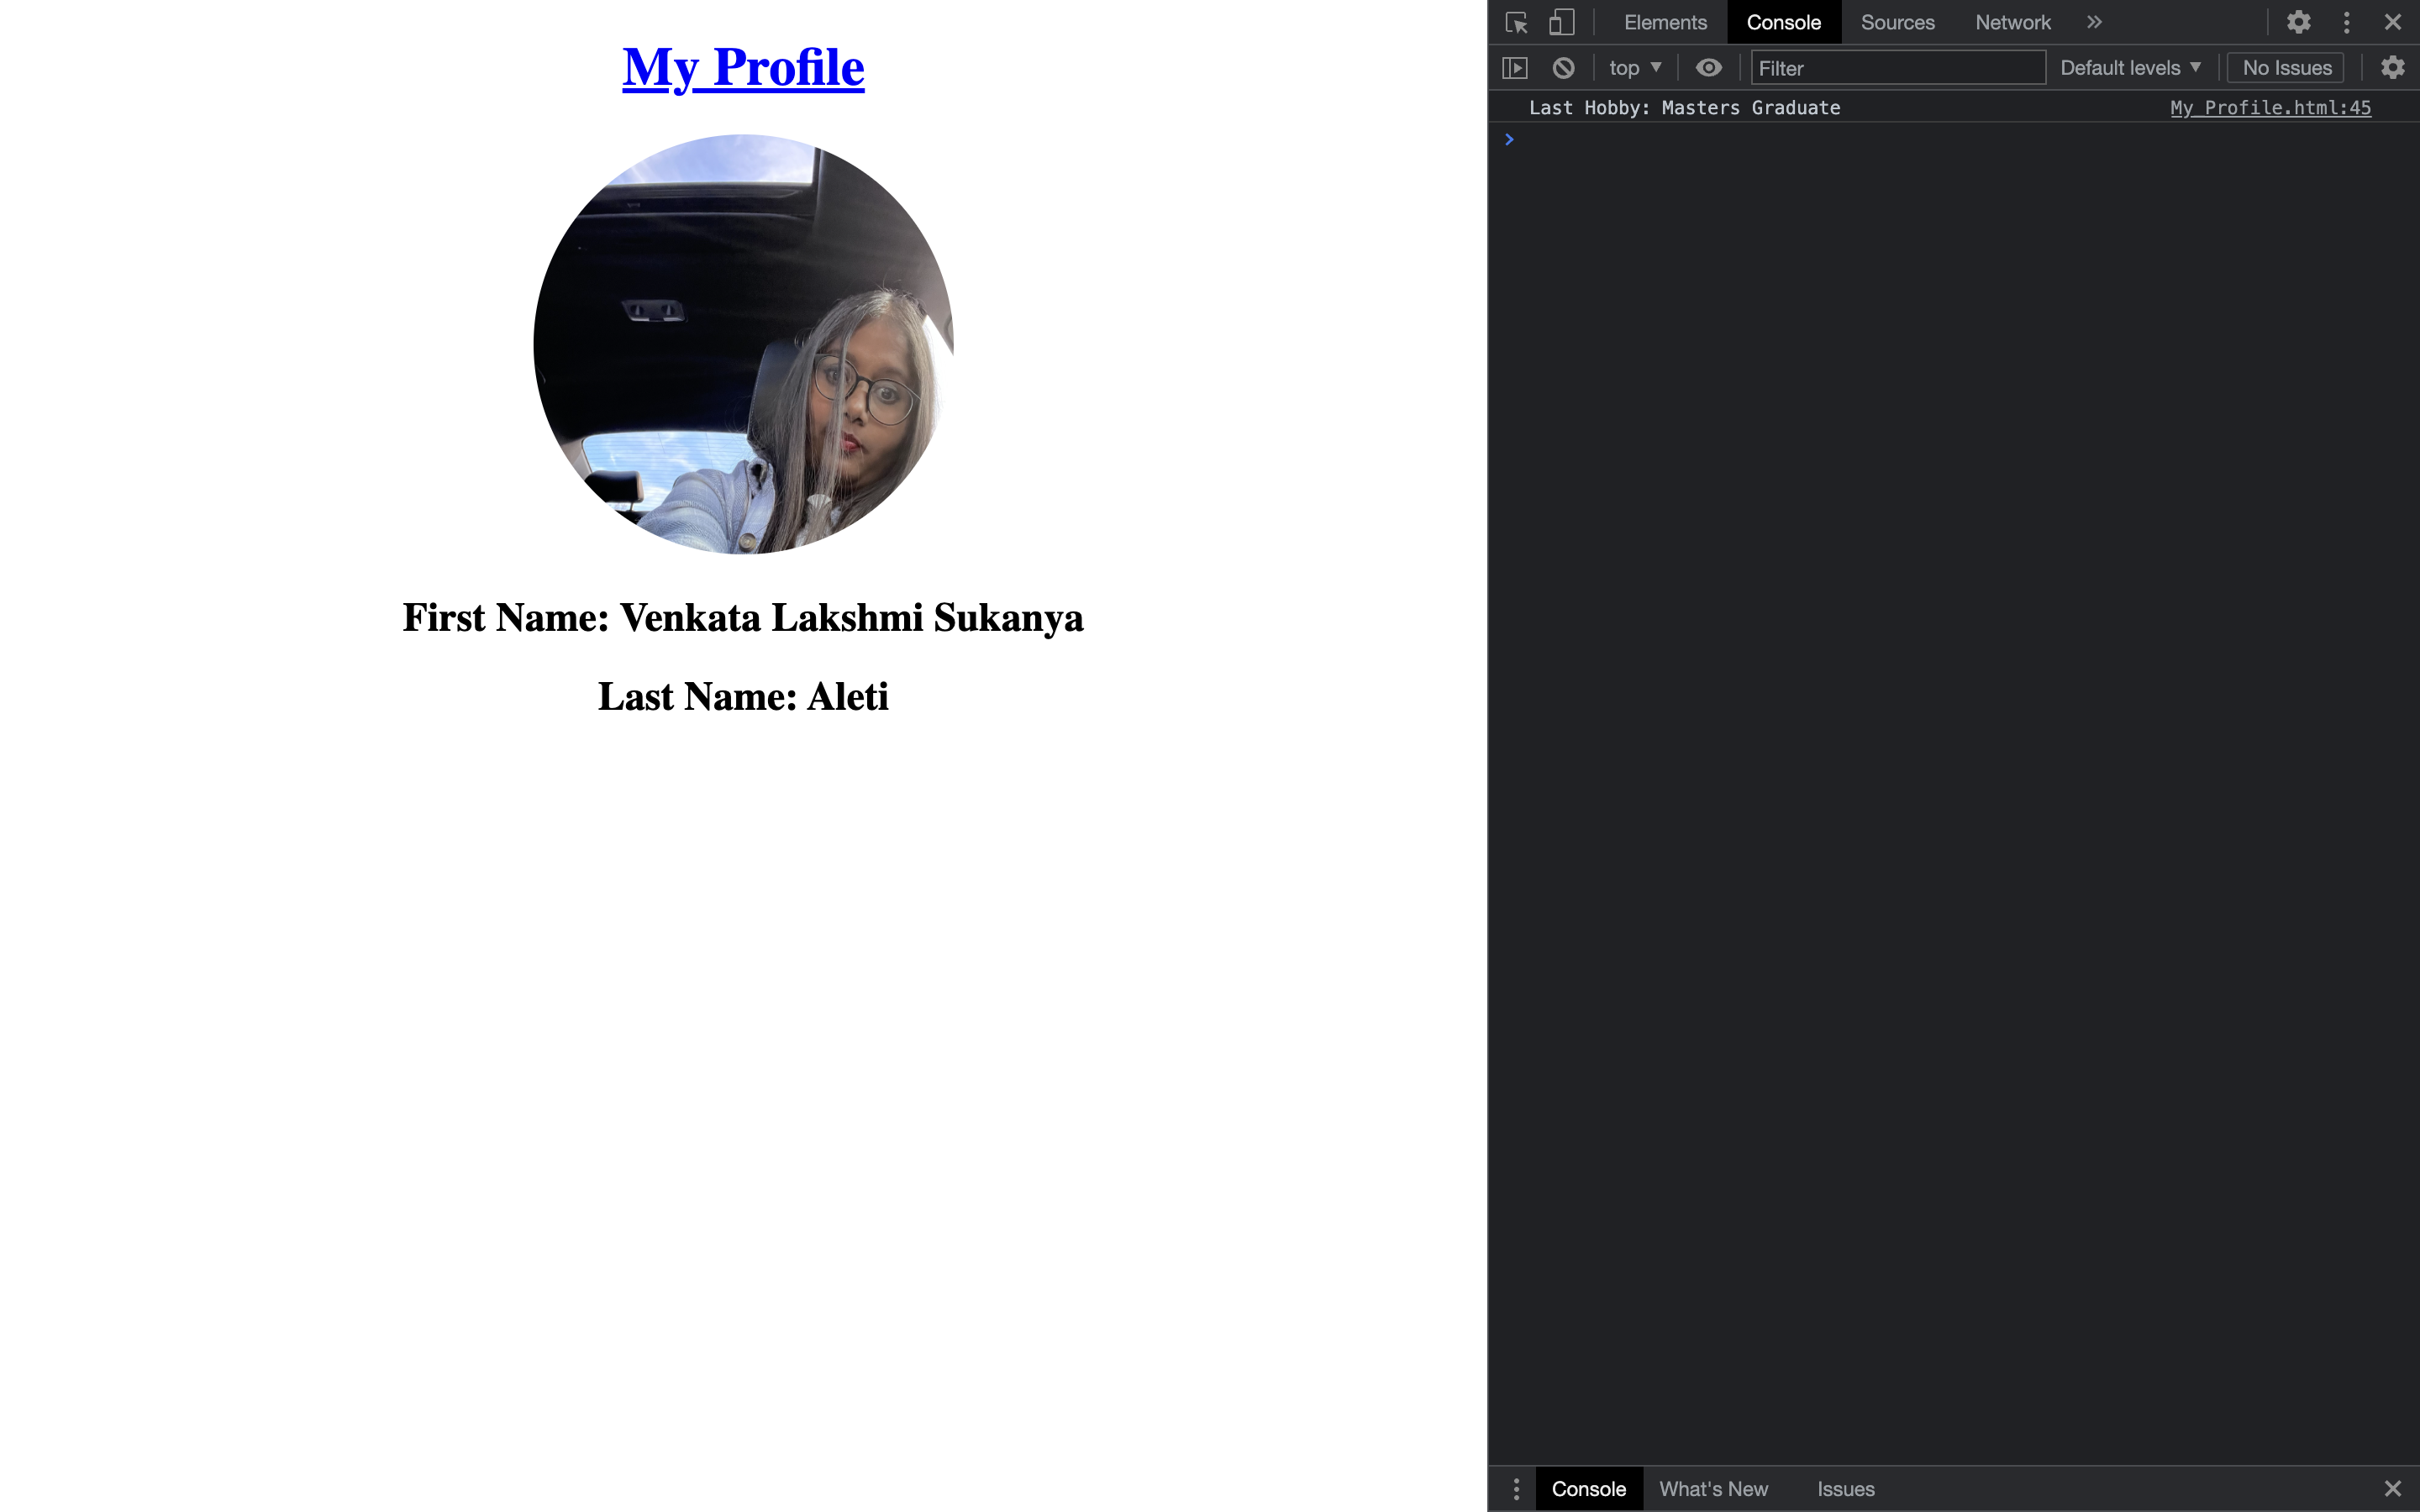 My Profile
First Name: Venkata Lakshmi Sukanya
Last Name: Aleti
Elements Console Sources Network
top Filter Default levels No Issues
Last Hobby: Masters Graduate My_Profile.html:45
Console What's New Issues